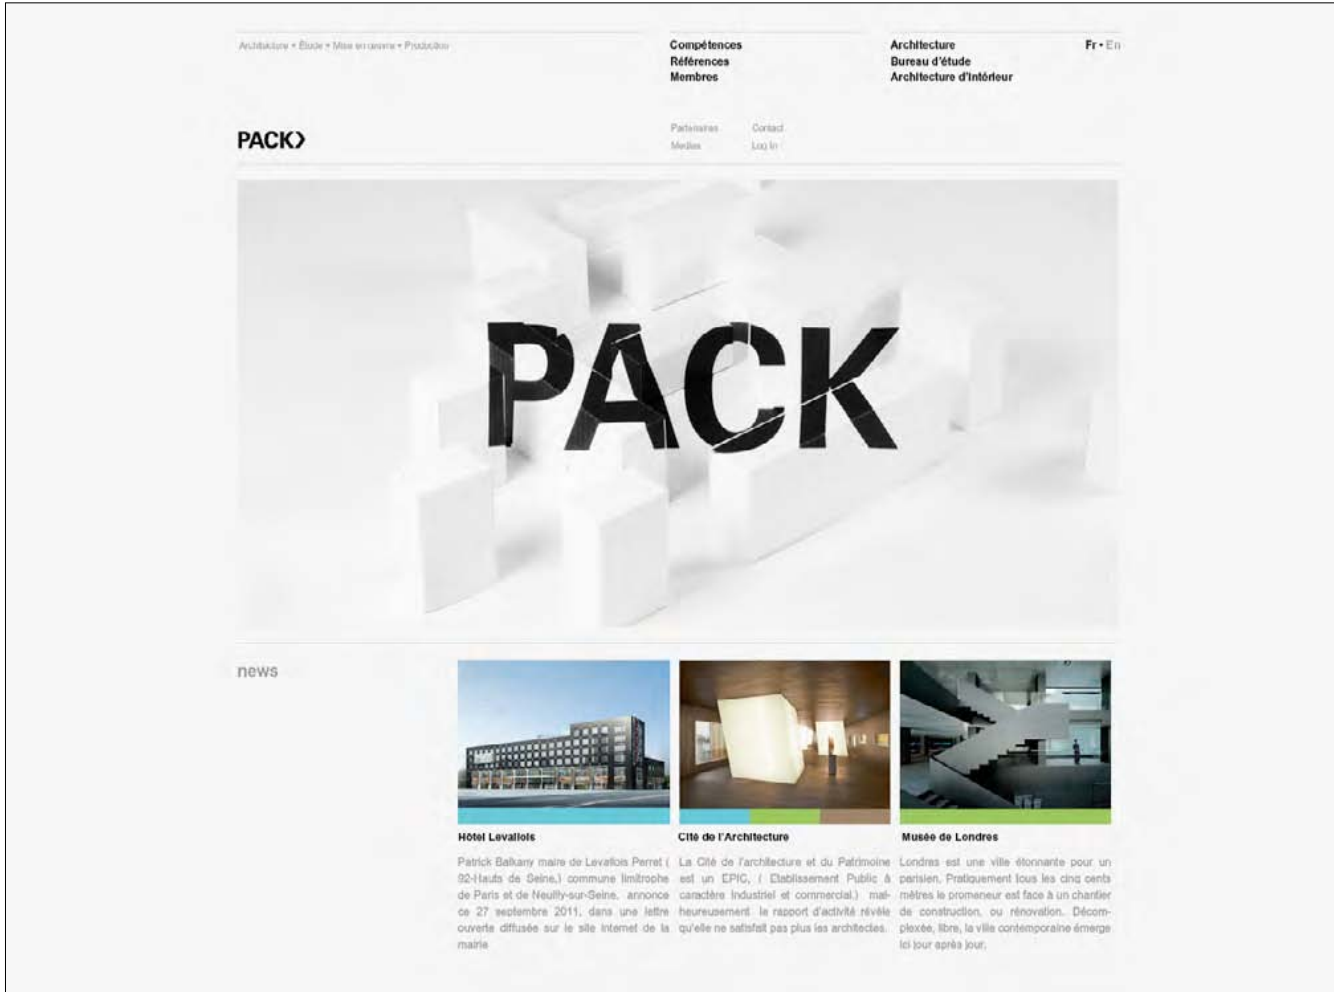 Architecture • Étude • Mise en œuvre • Production
Compétences
Références
Membres
Architecture
Bureau d'étude
Architecture d'intérieur
Fr • En
PACK>
Partenaires
Medias
Contact
Log In
PACK
news
Hôtel Levallois
Patrick Balkany maire de Levallois Perret (
92-Hauts de Seine,) commune limitrophe
de Paris et de Neuilly-sur-Seine, annonce
ce 27 septembre 2011, dans une lettre
ouverte diffusée sur le site Internet de la
mairie
Cité de l'Architecture
La Cité de l'architecture et du Patrimoine
est un EPIC, ( Etablissement Public à
caractère Industriel et commercial.) mal-
heureusement le rapport d'activité révèle
qu'elle ne satisfait pas plus les architectes.
Musée de Londres
Londres est une ville étonnante pour un
parisien. Pratiquement tous les cinq cents
mètres le promeneur est face à un chantier
de construction, ou rénovation. Décom-
plexée, libre, la ville contemporaine émerge
ici jour après jour.